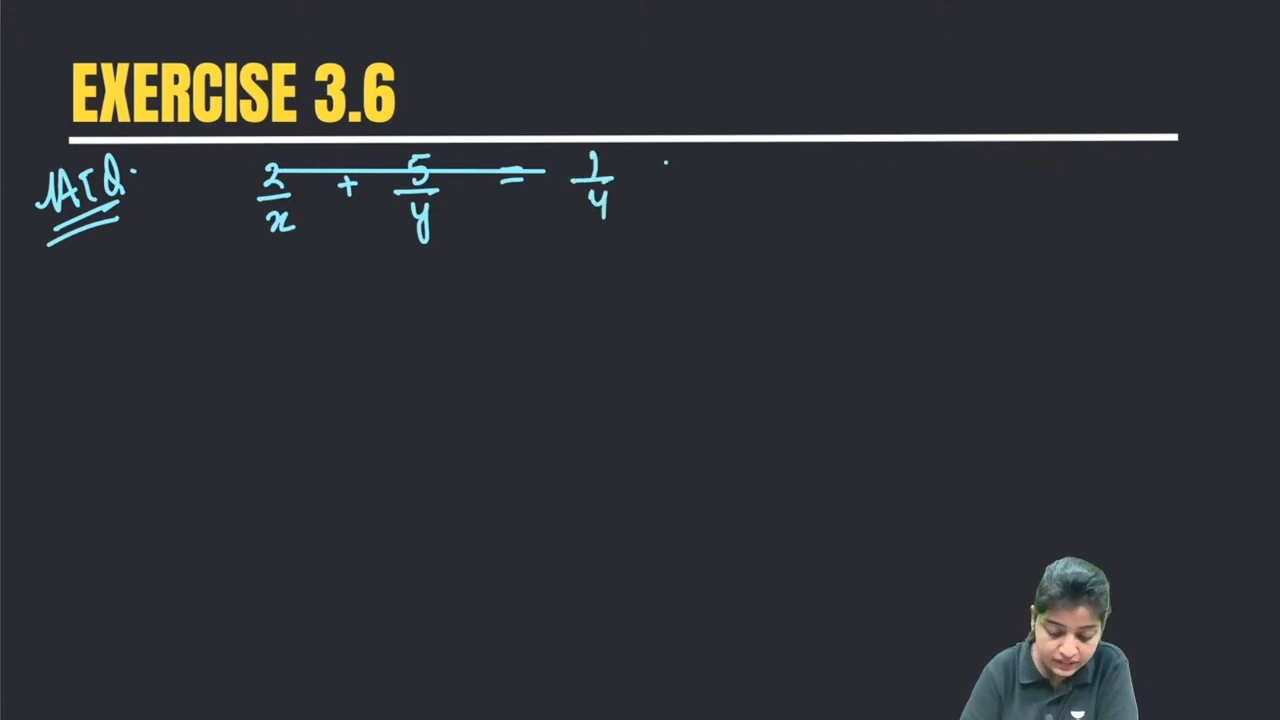 EXERCISE 3.6
ATQ. 2/x + 5/y = 1/4